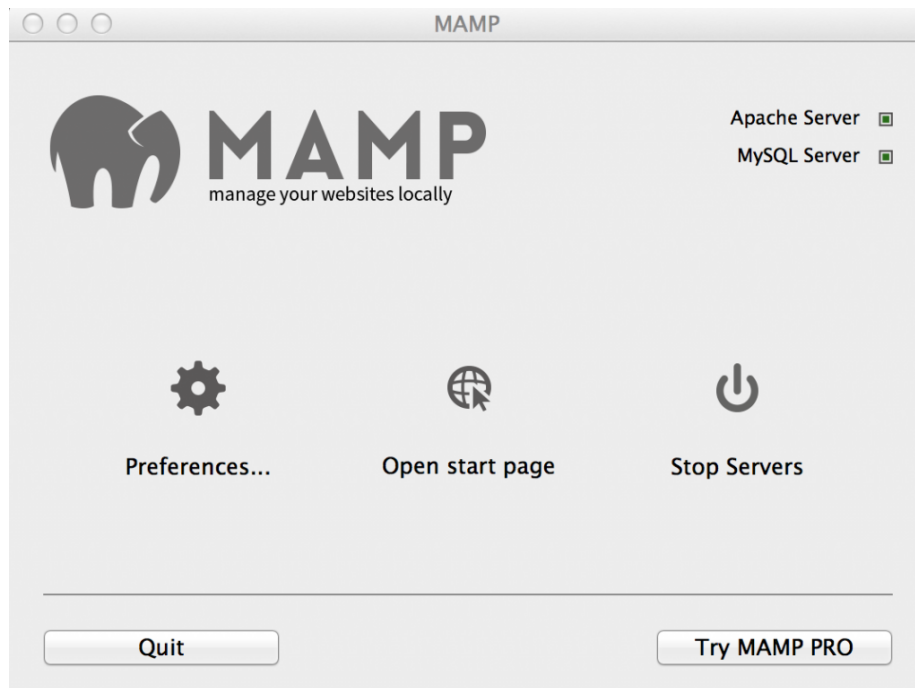 MAMP
MAMP
manage your websites locally
Apache Server
MySQL Server
Preferences...
Open start page
Stop Servers
Quit
Try MAMP PRO